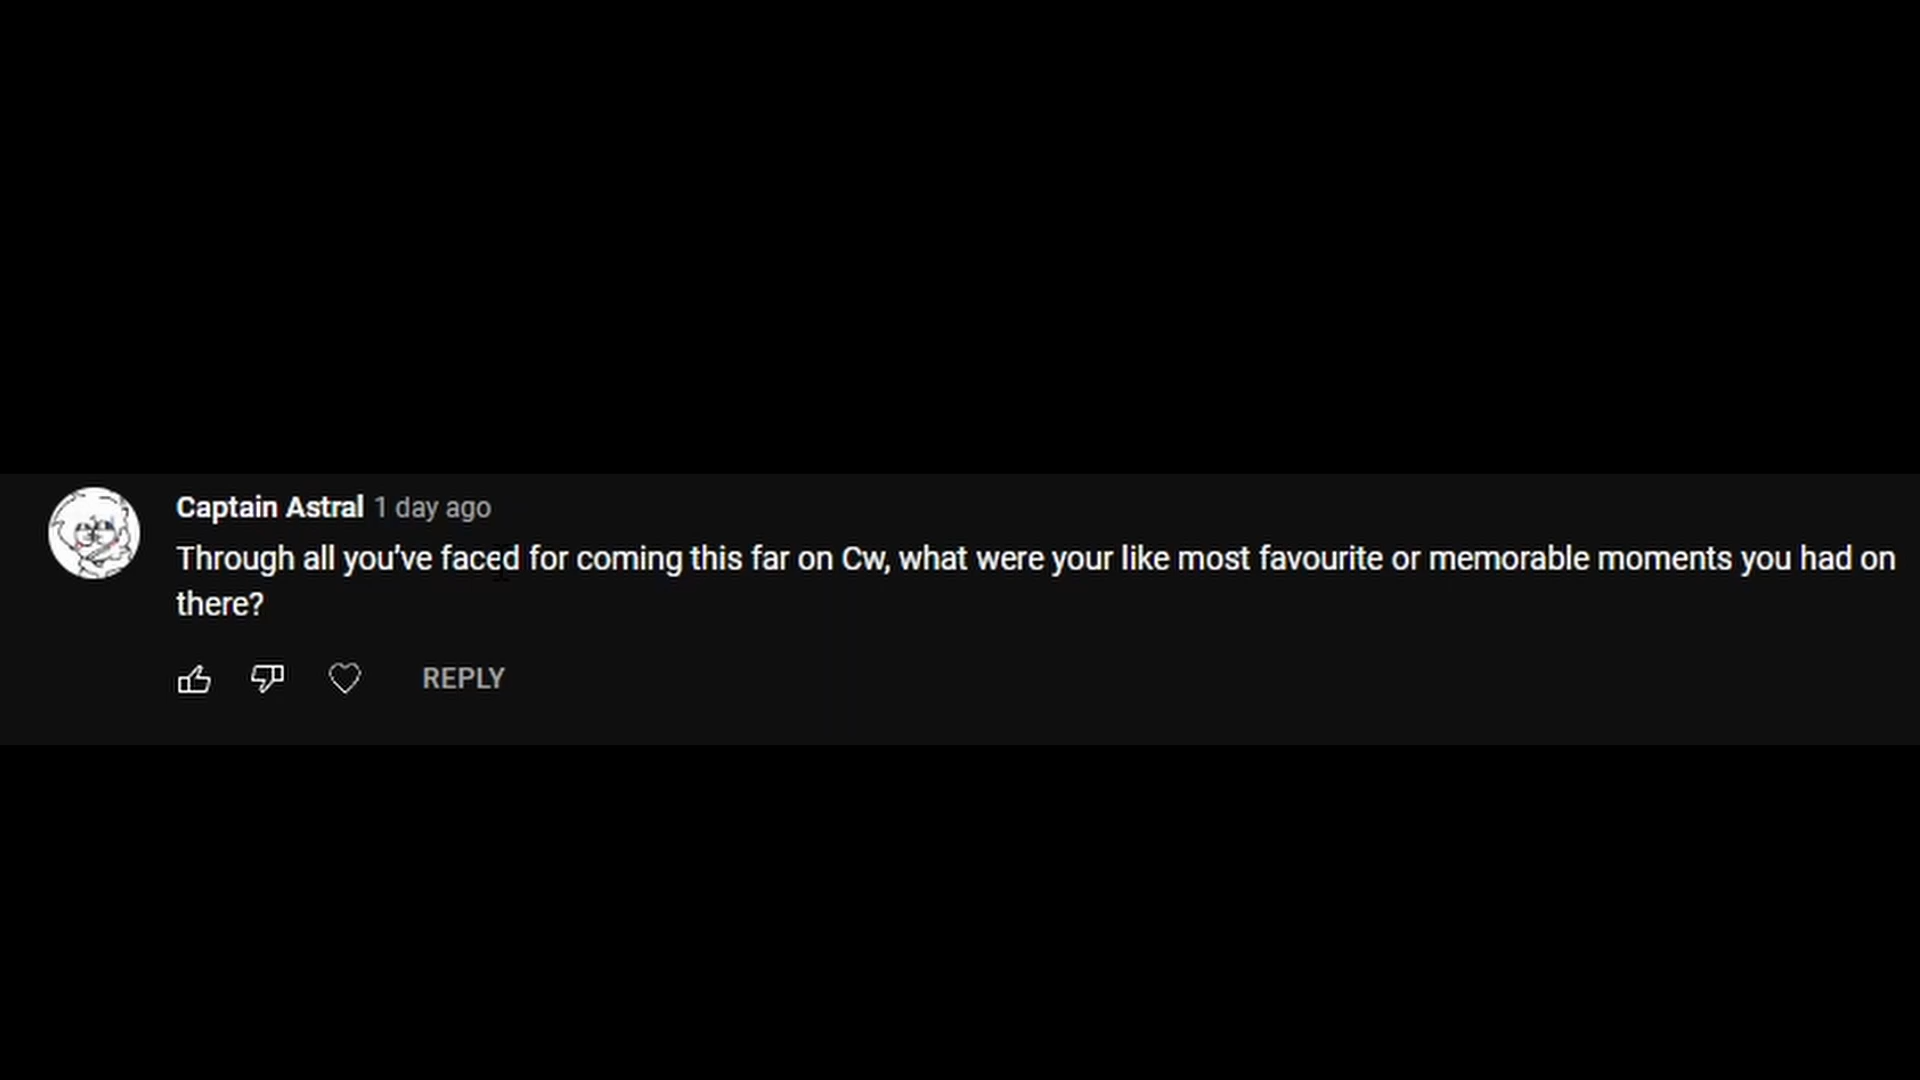 Captain Astral 1 day ago
Through all you’ve faced for coming this far on Cw, what were your like most favourite or memorable moments you had on
there?
REPLY